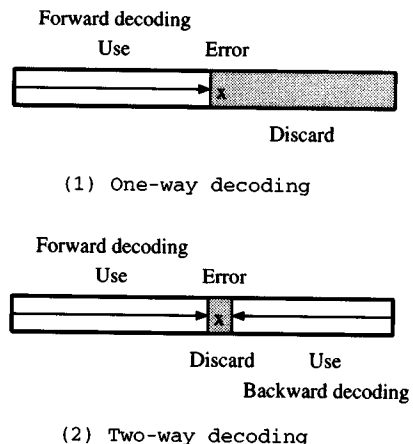 Forward decoding
Use Error
x
Discard
(1) One-way decoding
Forward decoding
Use Error
x
Discard Use
Backward decoding
(2) Two-way decoding